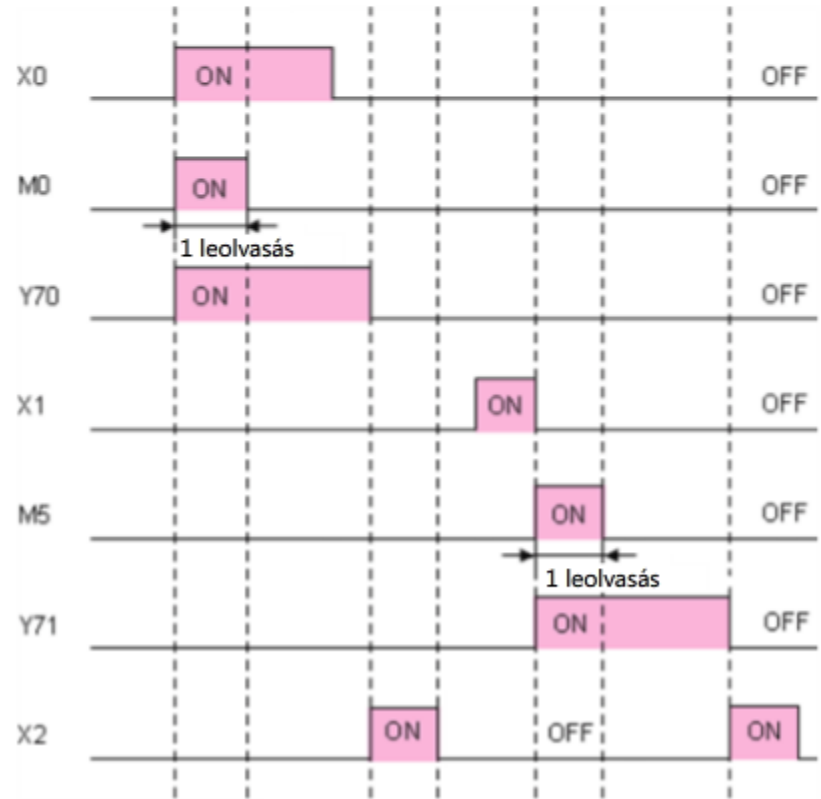 X0 ON OFF
M0 ON OFF
1 leolvasás
Y70 ON OFF
X1 ON OFF
M5 ON OFF
1 leolvasás
Y71 ON OFF
X2 ON OFF ON